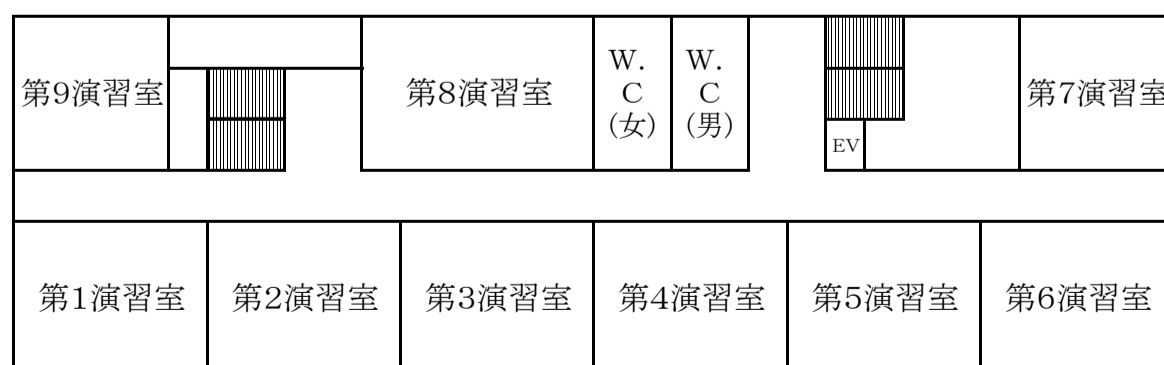 第9演習室
第8演習室
W.
C
(女)
W.
C
(男)
EV
第7演習室
第1演習室
第2演習室
第3演習室
第4演習室
第5演習室
第6演習室